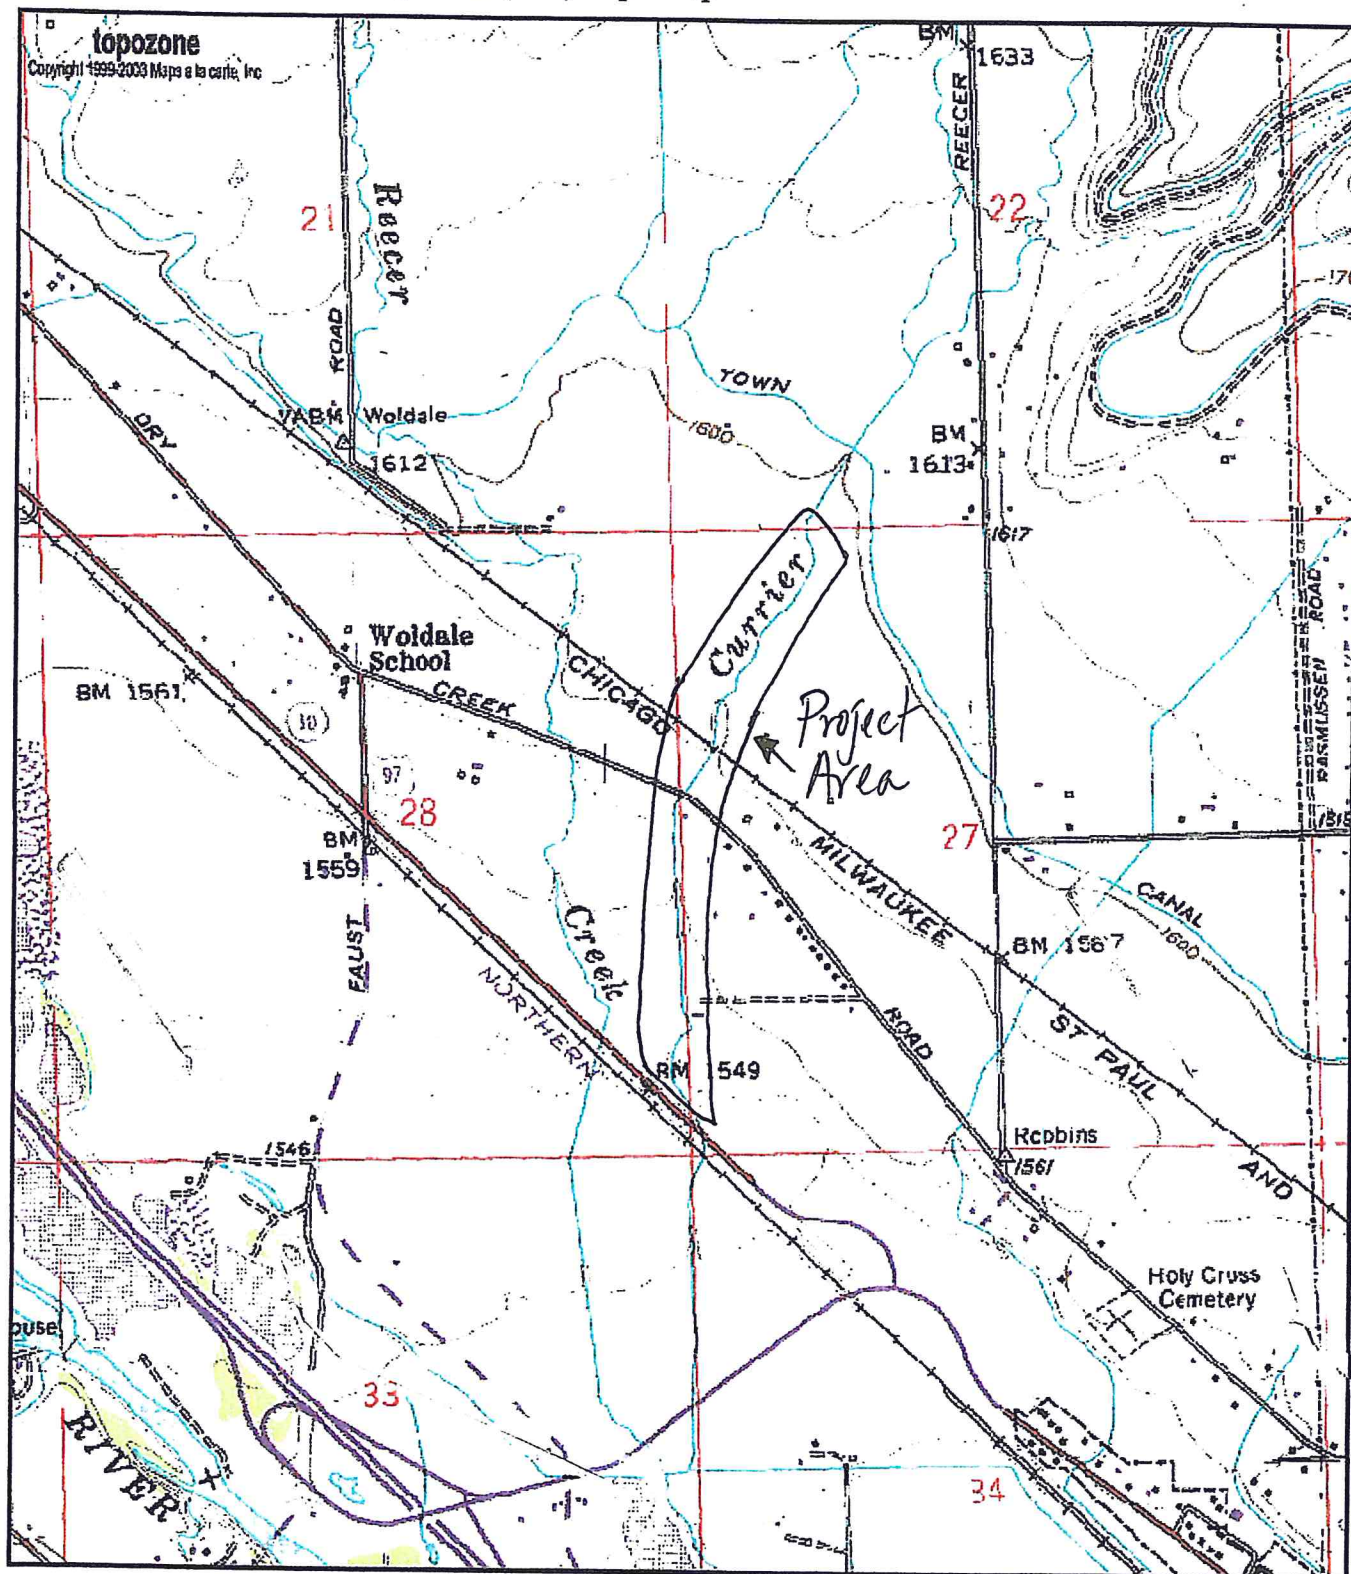 topozone
Copyright 1999-2003 Maps a la carte, Inc
BM
1633
REECER
21
Reecer
22
ROAD
TOWN
DRY
VABM Woldale
1612
1600
BM
1613
1617
Currier
Woldale
School
CREEK
CHICAGO
BM 1561
10
97
Project
Area
RASMUSSEN ROAD
28
27
BM
1559
MILWAUKEE
CANAL
1600
FAUST
Creek
BM 1567
NORTHERN
ROAD
ST PAUL
BM 1549
1546
Robbins
1561
AND
Holy Cross
Cemetery
33
RIVER
34